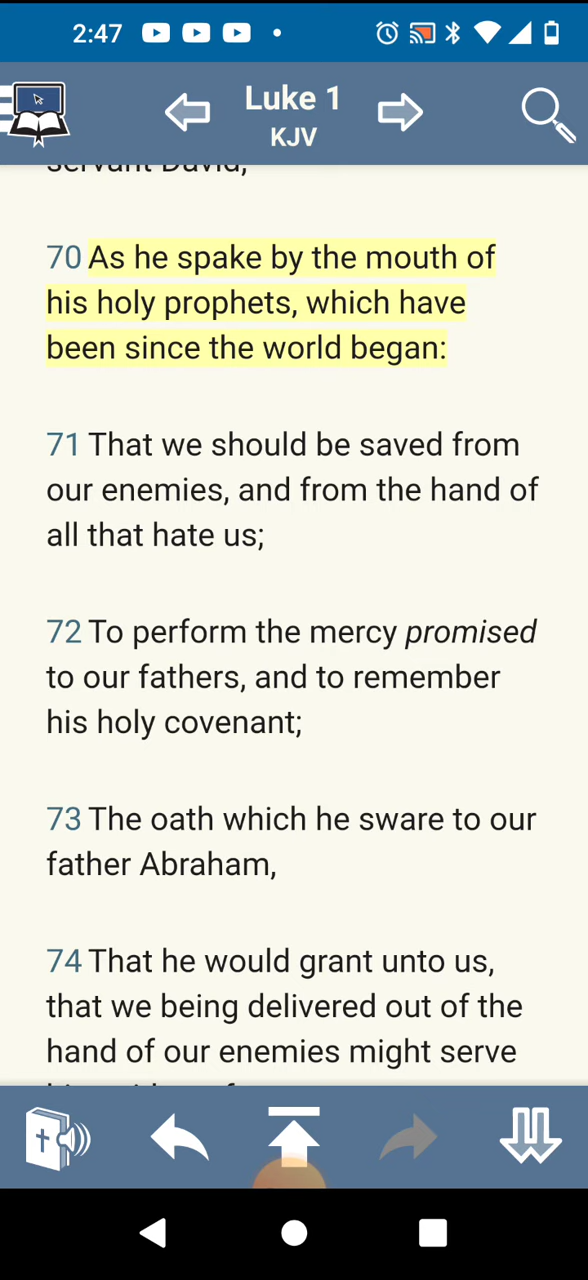 2:47
Luke 1
KJV
servant David,
70 As he spake by the mouth of
his holy prophets, which have
been since the world began:
71 That we should be saved from
our enemies, and from the hand of
all that hate us;
72 To perform the mercy promised
to our fathers, and to remember
his holy covenant;
73 The oath which he sware to our
father Abraham,
74 That he would grant unto us,
that we being delivered out of the
hand of our enemies might serve